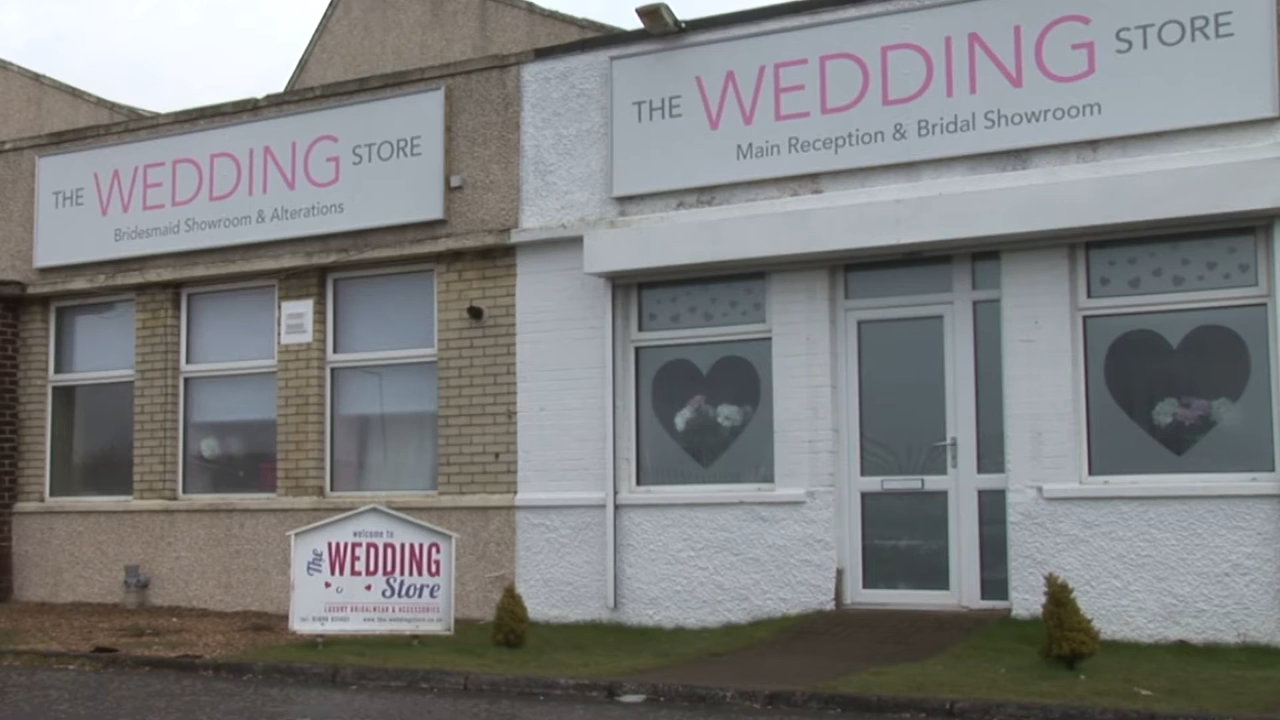 THE WEDDING STORE
Bridesmaid Showroom & Alterations
THE WEDDING STORE
Main Reception & Bridal Showroom
welcome to
The WEDDING
Store
LUXURY BRIDALWEAR & ACCESSORIES